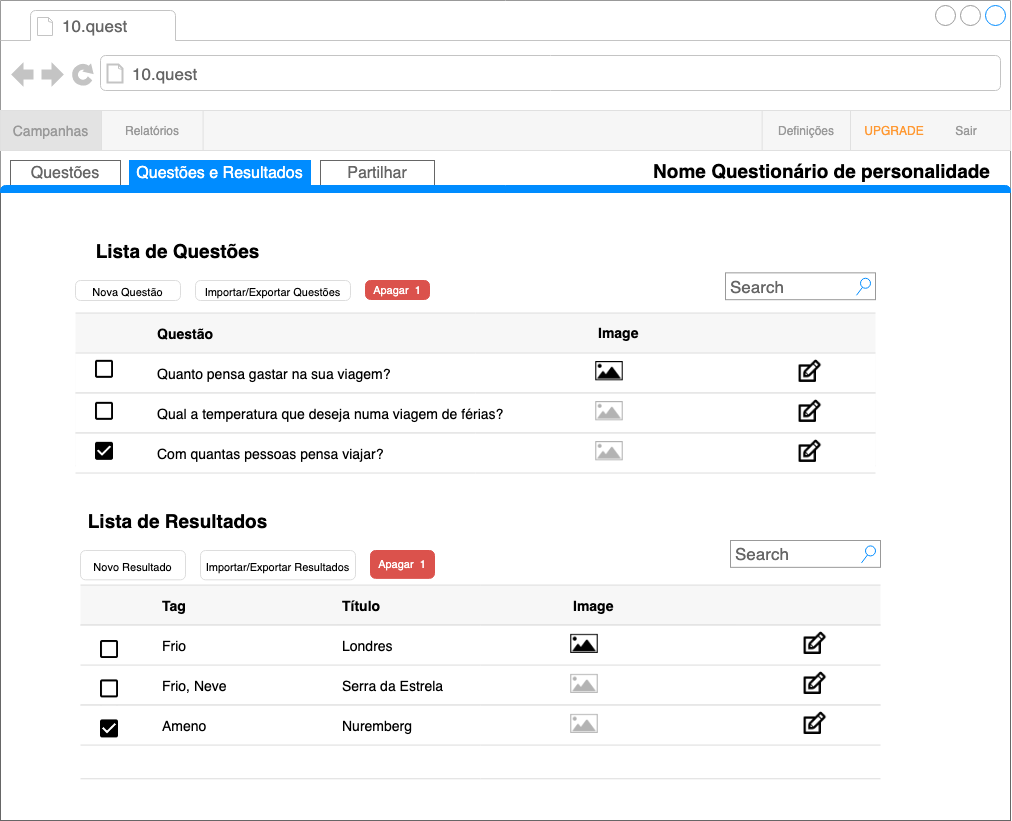 10.quest
10.quest
Campanhas Relatórios Definições UPGRADE Sair
Questões Questões e Resultados Partilhar Nome Questionário de personalidade
Lista de Questões
Nova Questão Importar/Exportar Questões Apagar 1 Search
Questão Image
Quanto pensa gastar na sua viagem?
Qual a temperatura que deseja numa viagem de férias?
Com quantas pessoas pensa viajar?
Lista de Resultados
Novo Resultado Importar/Exportar Resultados Apagar 1 Search
Tag Título Image
Frio Londres
Frio, Neve Serra da Estrela
Ameno Nuremberg